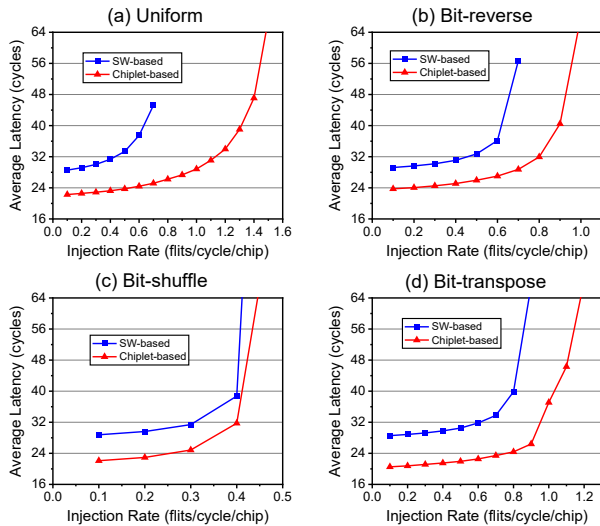 (a) Uniform
Average Latency (cycles)
64
56
48
40
32
24
16
SW-based
Chiplet-based
0.0 0.2 0.4 0.6 0.8 1.0 1.2 1.4 1.6
Injection Rate (flits/cycle/chip)
(b) Bit-reverse
Average Latency (cycles)
64
56
48
40
32
24
16
SW-based
Chiplet-based
0.0 0.2 0.4 0.6 0.8 1.0
Injection Rate (flits/cycle/chip)
(c) Bit-shuffle
Average Latency (cycles)
64
56
48
40
32
24
16
SW-based
Chiplet-based
0.0 0.1 0.2 0.3 0.4 0.5
Injection Rate (flits/cycle/chip)
(d) Bit-transpose
Average Latency (cycles)
64
56
48
40
32
24
16
SW-based
Chiplet-based
0.0 0.2 0.4 0.6 0.8 1.0 1.2
Injection Rate (flits/cycle/chip)